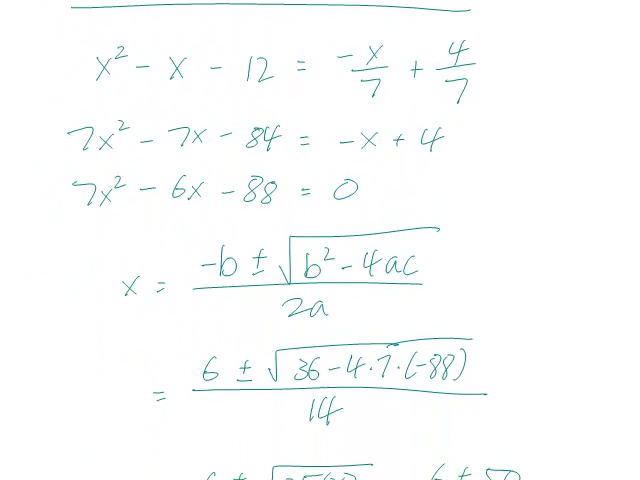 x² - x - 12 = -x/7 + 4/7
7x² - 7x - 84 = -x + 4
7x² - 6x - 88 = 0
x = (-b ± √(b² - 4ac))/2a
= (6 ± √(36 - 4·7·(-88)))/14